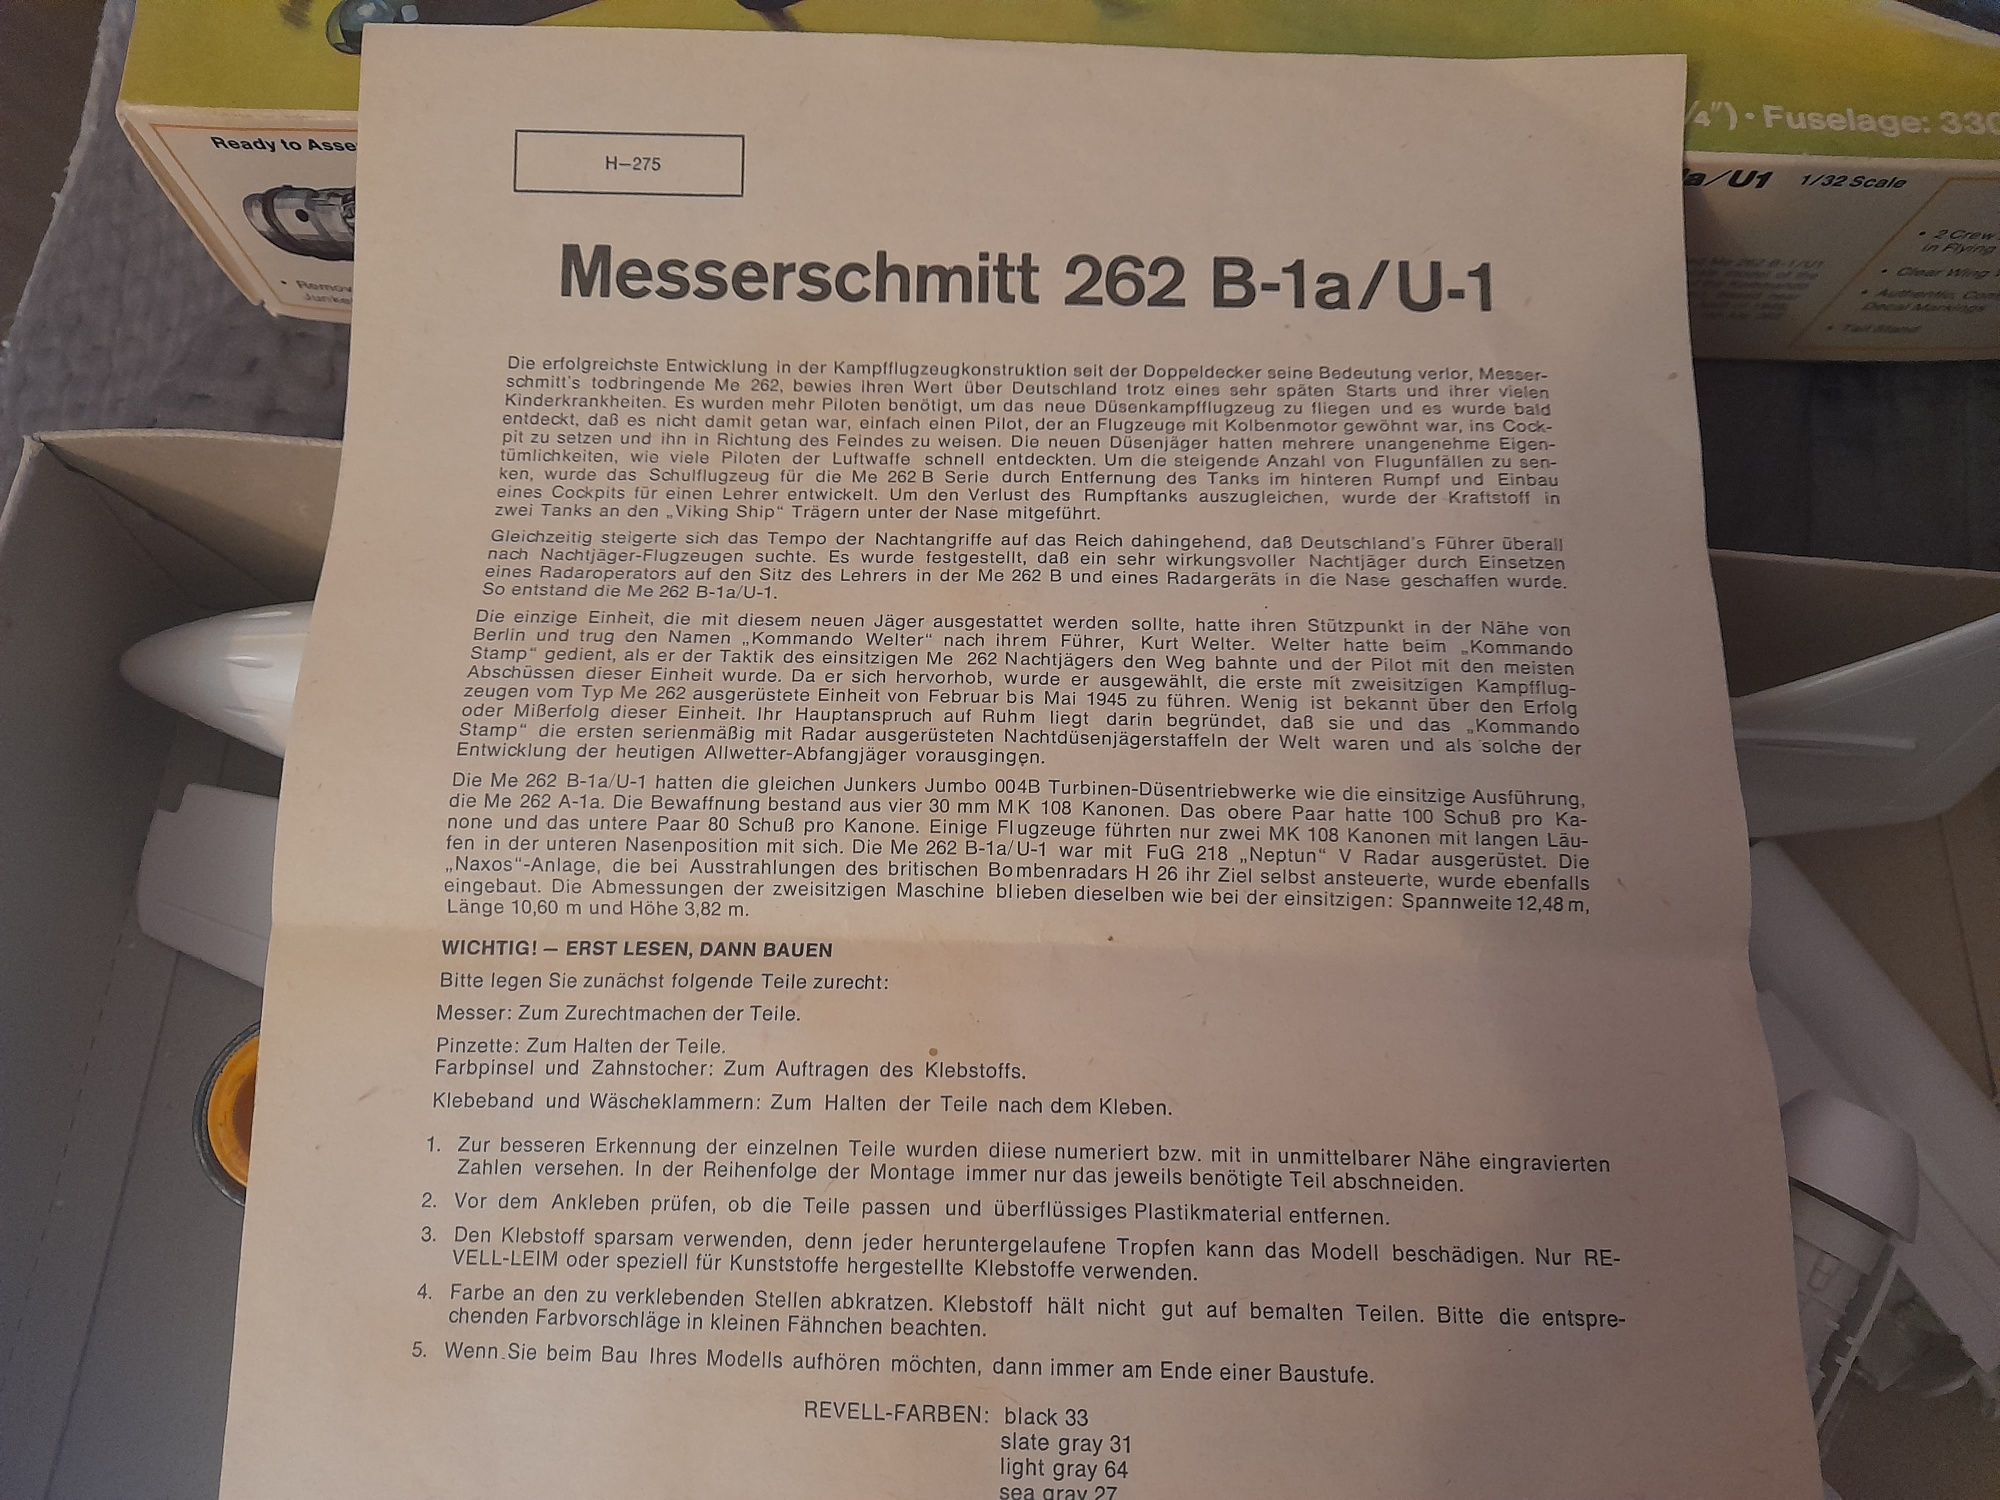 /4") • Fuselage: 330
Ready to Asse
a/U1 1/32 Scale
• 2 Crew
in Flying
• Clear Wing
• Authentic,
Decal Markings
• Tail Stand
• Remov
Junke
H–275
Messerschmitt 262 B-1a/U-1
Die erfolgreichste Entwicklung in der Kampfflugzeugkonstruktion seit der Doppeldecker seine Bedeutung verlor, Messer-
schmitt's todbringende Me 262, bewies ihren Wert über Deutschland trotz eines sehr späten Starts und ihrer vielen
Kinderkrankheiten. Es wurden mehr Piloten benötigt, um das neue Düsenkampfflugzeug zu fliegen und es wurde bald
entdeckt, daß es nicht damit getan war, einfach einen Pilot, der an Flugzeuge mit Kolbenmotor gewöhnt war, ins Cock-
pit zu setzen und ihn in Richtung des Feindes zu weisen. Die neuen Düsenjäger hatten mehrere unangenehme Eigen-
tümlichkeiten, wie viele Piloten der Luftwaffe schnell entdeckten. Um die steigende Anzahl von Flugunfällen zu sen-
ken, wurde das Schulflugzeug für die Me 262 B Serie durch Entfernung des Tanks im hinteren Rumpf und Einbau
eines Cockpits für einen Lehrer entwickelt. Um den Verlust des Rumpftanks auszugleichen, wurde der Kraftstoff in
zwei Tanks an den „Viking Ship“ Trägern unter der Nase mitgeführt.
Gleichzeitig steigerte sich das Tempo der Nachtangriffe auf das Reich dahingehend, daß Deutschland's Führer überall
nach Nachtjäger-Flugzeugen suchte. Es wurde festgestellt, daß ein sehr wirkungsvoller Nachtjäger durch Einsetzen
eines Radaroperators auf den Sitz des Lehrers in der Me 262 B und eines Radargeräts in die Nase geschaffen wurde.
So entstand die Me 262 B-1a/U-1.
Die einzige Einheit, die mit diesem neuen Jäger ausgestattet werden sollte, hatte ihren Stützpunkt in der Nähe von
Berlin und trug den Namen „Kommando Welter“ nach ihrem Führer, Kurt Welter. Welter hatte beim „Kommando
Stamp“ gedient, als er der Taktik des einsitzigen Me 262 Nachtjägers den Weg bahnte und der Pilot mit den meisten
Abschüssen dieser Einheit wurde. Da er sich hervorhob, wurde er ausgewählt, die erste mit zweisitzigen Kampfflug-
zeugen vom Typ Me 262 ausgerüstete Einheit von Februar bis Mai 1945 zu führen. Wenig ist bekannt über den Erfolg
oder Mißerfolg dieser Einheit. Ihr Hauptanspruch auf Ruhm liegt darin begründet, daß sie und das „Kommando
Stamp“ die ersten serienmäßig mit Radar ausgerüsteten Nachtdüsenjägerstaffeln der Welt waren und als solche der
Entwicklung der heutigen Allwetter-Abfangjäger vorausgingen.
Die Me 262 B-1a/U-1 hatten die gleichen Junkers Jumbo 004B Turbinen-Düsentriebwerke wie die einsitzige Ausführung,
die Me 262 A-1a. Die Bewaffnung bestand aus vier 30 mm MK 108 Kanonen. Das obere Paar hatte 100 Schuß pro Ka-
none und das untere Paar 80 Schuß pro Kanone. Einige Flugzeuge führten nur zwei MK 108 Kanonen mit langen Läu-
fen in der unteren Nasenposition mit sich. Die Me 262 B-1a/U-1 war mit FuG 218 „Neptun“ V Radar ausgerüstet. Die
„Naxos“-Anlage, die bei Ausstrahlungen des britischen Bombenradars H 26 ihr Ziel selbst ansteuerte, wurde ebenfalls
eingebaut. Die Abmessungen der zweisitzigen Maschine blieben dieselben wie bei der einsitzigen: Spannweite 12,48 m,
Länge 10,60 m und Höhe 3,82 m.
WICHTIG! — ERST LESEN, DANN BAUEN
Bitte legen Sie zunächst folgende Teile zurecht:
Messer: Zum Zurechtmachen der Teile.
Pinzette: Zum Halten der Teile.
Farbpinsel und Zahnstocher: Zum Auftragen des Klebstoffs.
Klebeband und Wäscheklammern: Zum Halten der Teile nach dem Kleben.
1. Zur besseren Erkennung der einzelnen Teile wurden diiese numeriert bzw. mit in unmittelbarer Nähe eingravierten
Zahlen versehen. In der Reihenfolge der Montage immer nur das jeweils benötigte Teil abschneiden.
2. Vor dem Ankleben prüfen, ob die Teile passen und überflüssiges Plastikmaterial entfernen.
3. Den Klebstoff sparsam verwenden, denn jeder heruntergelaufene Tropfen kann das Modell beschädigen. Nur RE-
VELL-LEIM oder speziell für Kunststoffe hergestellte Klebstoffe verwenden.
4. Farbe an den zu verklebenden Stellen abkratzen. Klebstoff hält nicht gut auf bemalten Teilen. Bitte die entspre-
chenden Farbvorschläge in kleinen Fähnchen beachten.
5. Wenn Sie beim Bau Ihres Modells aufhören möchten, dann immer am Ende einer Baustufe.
REVELL-FARBEN: black 33
slate gray 31
light gray 64
sea gray 27